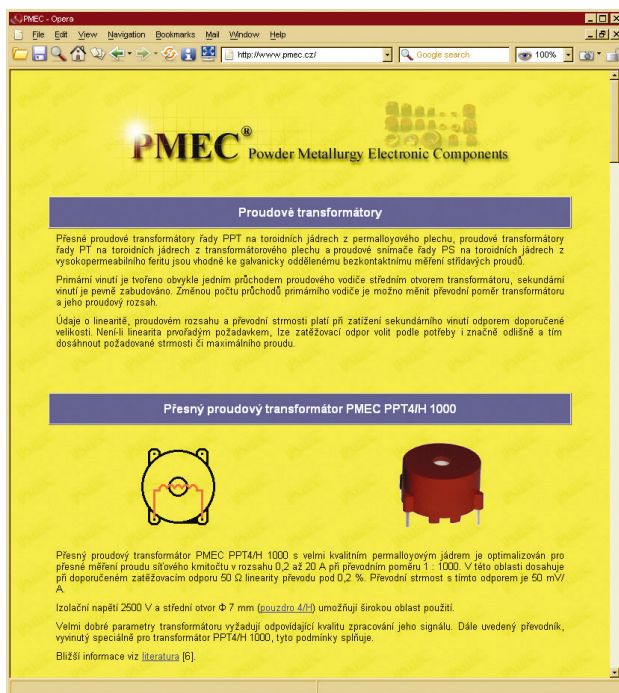 PMEC - Opera
File Edit View Navigation Bookmarks Mail Window Help
http://www.pmec.cz/ Google search 100%
PMEC® Powder Metallurgy Electronic Components
Proudové transformátory
Přesné proudové transformátory řady PPT na toroidních jádrech z permalloyového plechu, proudové transformátory
řady PT na toroidních jádrech z transformátorového plechu a proudové snímače řady PS na toroidních jádrech z
vysokopermeabilního feritu jsou vhodné ke galvanicky oddělenému bezkontaktnímu měření střídavých proudů.
Primární vinutí je tvořeno obvykle jedním průchodem proudového vodiče středním otvorem transformátoru, sekundární
vinutí je pevně zabudováno. Změnou počtu průchodů primárního vodiče je možno měnit převodní poměr transformátoru
a jeho proudový rozsah.
Údaje o linearitě, proudovém rozsahu a převodní strmosti platí při zatížení sekundárního vinutí odporem doporučené
velikosti. Není-li linearita prvořadým požadavkem, lze zatěžovací odpor volit podle potřeby i značně odlišně a tím
dosáhnout požadované strmosti či maximálního proudu.
Přesný proudový transformátor PMEC PPT4/H 1000
Přesný proudový transformátor PMEC PPT4/H 1000 s velmi kvalitním permalloyovým jádrem je optimalizován pro
přesné měření proudu síťového kmitočtu v rozsahu 0,2 až 20 A při převodním poměru 1 : 1000. V této oblasti dosahuje
při doporučeném zatěžovacím odporu 50 Ω linearity převodu pod 0,2 %. Převodní strmost s tímto odporem je 50 mV/
A.
Izolační napětí 2500 V a střední otvor Φ 7 mm (pouzdro 4/H) umožňují širokou oblast použití.
Velmi dobré parametry transformátoru vyžadují odpovídající kvalitu zpracování jeho signálu. Dále uvedený převodník,
vyvinutý speciálně pro transformátor PPT4/H 1000, tyto podmínky splňuje.
Bližší informace viz literatura [6].